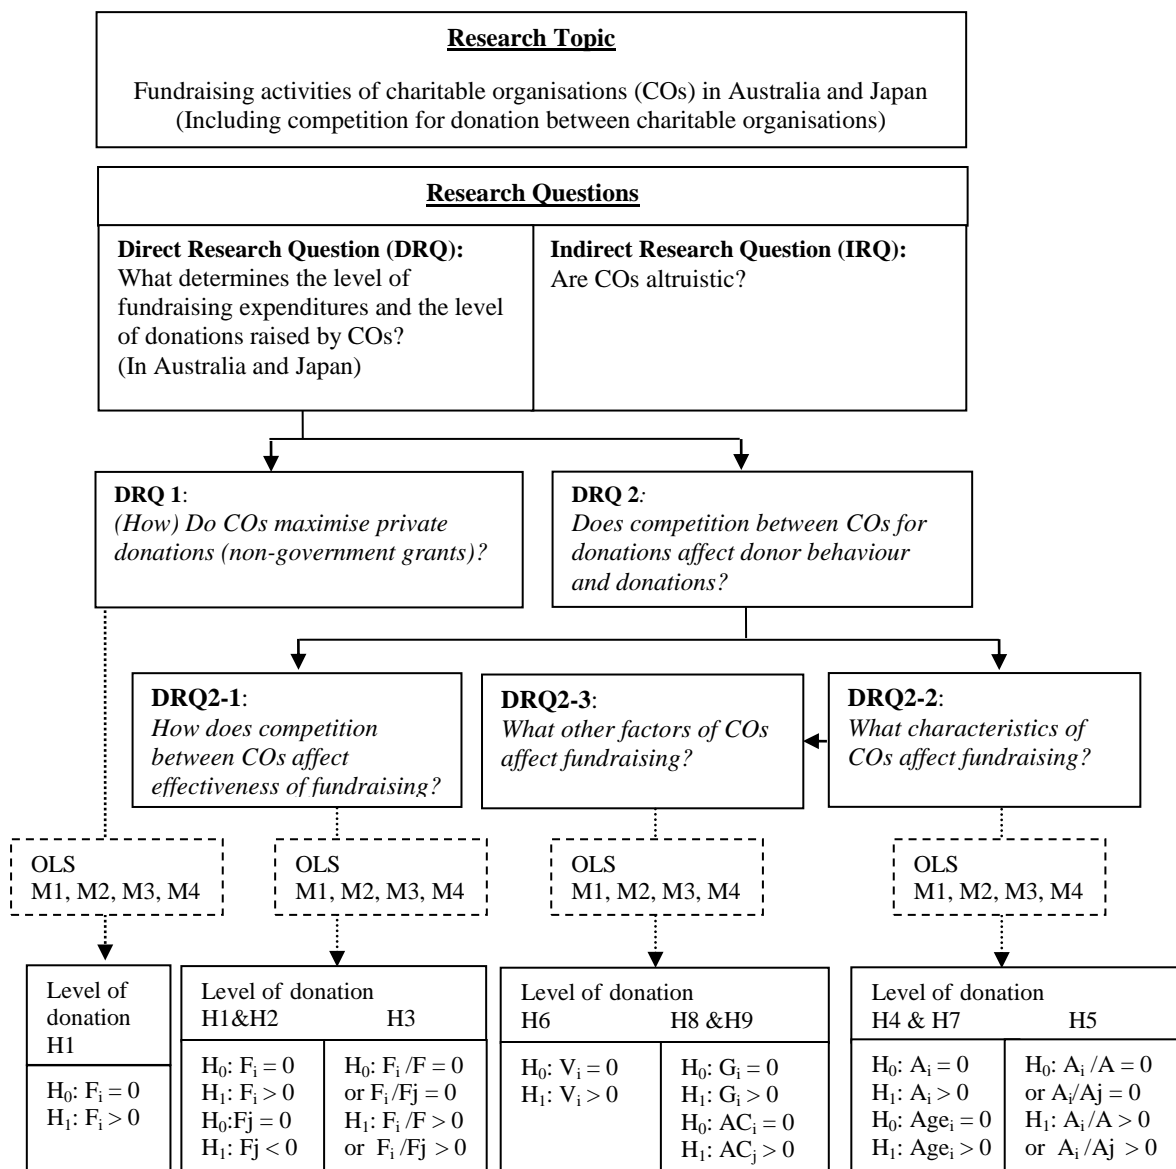 Research Topic
Fundraising activities of charitable organisations (COs) in Australia and Japan
(Including competition for donation between charitable organisations)
Research Questions
Direct Research Question (DRQ):
What determines the level of
fundraising expenditures and the level
of donations raised by COs?
(In Australia and Japan)
Indirect Research Question (IRQ):
Are COs altruistic?
DRQ 1:
(How) Do COs maximise private
donations (non-government grants)?
DRQ 2:
Does competition between COs for
donations affect donor behaviour
and donations?
DRQ2-1:
How does competition
between COs affect
effectiveness of fundraising?
DRQ2-3:
What other factors of COs
affect fundraising?
DRQ2-2:
What characteristics of
COs affect fundraising?
OLS
M1, M2, M3, M4
OLS
M1, M2, M3, M4
OLS
M1, M2, M3, M4
OLS
M1, M2, M3, M4
Level of
donation
H1
H₀: Fᵢ = 0
H₁: Fᵢ > 0
Level of donation
H1&H2 H3
H₀: Fᵢ = 0
H₁: Fᵢ > 0
H₀:Fj = 0
H₁: Fj < 0
H₀: Fᵢ /F = 0
or Fᵢ/Fj = 0
H₁: Fᵢ /F > 0
or Fᵢ /Fj > 0
Level of donation
H6 H8 &H9
H₀: Vᵢ = 0
H₁: Vᵢ > 0
H₀: Gᵢ = 0
H₁: Gᵢ > 0
H₀: ACᵢ = 0
H₁: ACⱼ > 0
Level of donation
H4 & H7 H5
H₀: Aᵢ = 0
H₁: Aᵢ > 0
H₀: Ageᵢ = 0
H₁: Ageᵢ > 0
H₀: Aᵢ /A = 0
or Aᵢ/Aj = 0
H₁: Aᵢ/A > 0
or Aᵢ/Aj > 0